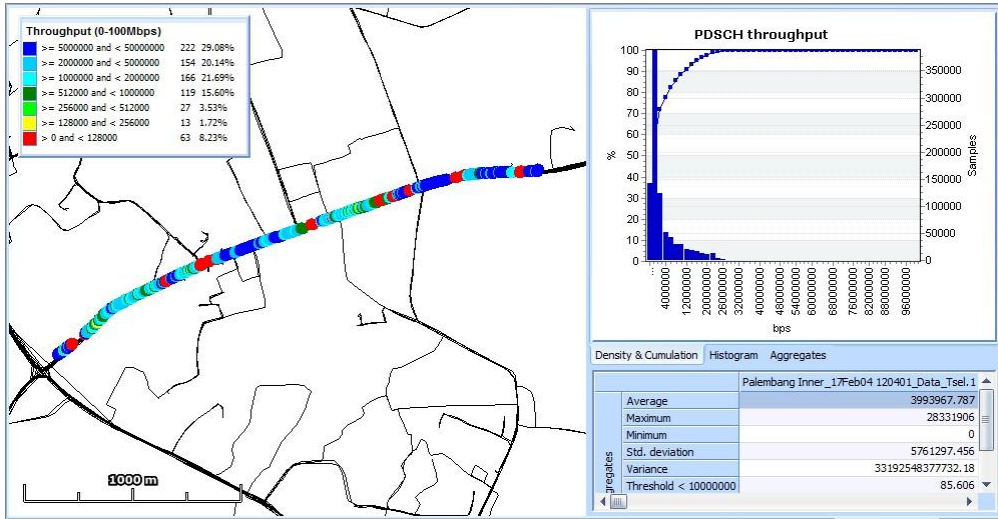 Throughput (0-100Mbps)
>= 5000000 and < 50000000 222 29.08%
>= 2000000 and < 5000000 154 20.14%
>= 1000000 and < 2000000 166 21.69%
>= 512000 and < 1000000 119 15.60%
>= 256000 and < 512000 27 3.53%
>= 128000 and < 256000 13 1.72%
> 0 and < 128000 63 8.23%
1000 m
PDSCH throughput
100
90
80
70
60
50
40
30
20
10
0
%
350000
300000
250000
200000
150000
100000
50000
0
Samples
...
4000000
12000000
20000000
26000000
32000000
40000000
48000000
54000000
60000000
68000000
76000000
82000000
88000000
96000000
bps
Density & Cumulation Histogram Aggregates
Palembang Inner_17Feb04 120401_Data_Tsel.1
Average 3993967.787
Maximum 28331906
Minimum 0
Std. deviation 5761297.456
Variance 33192548377732.18
Threshold < 10000000 85.606
gregates